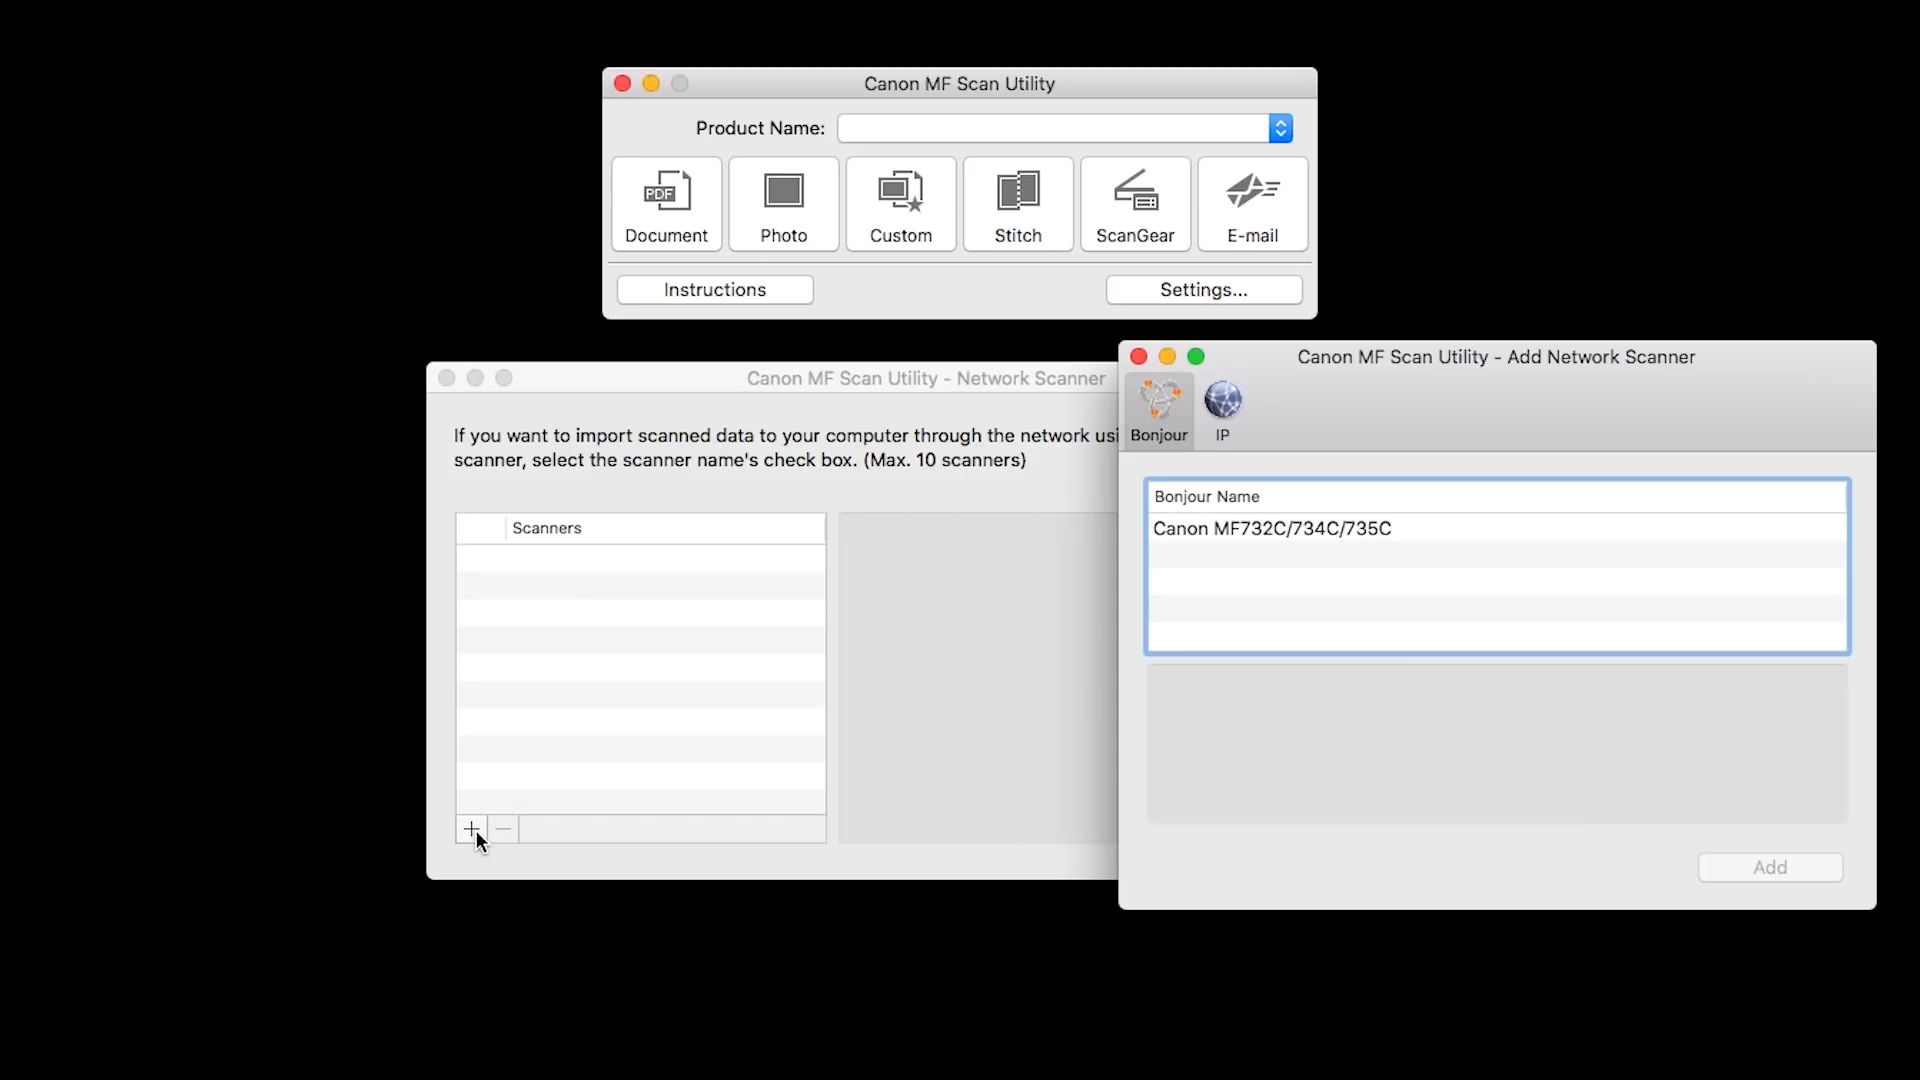 Canon MF Scan Utility
Product Name:
PDF
Document
Photo
Custom
Stitch
ScanGear
E-mail
Instructions
Settings...
Canon MF Scan Utility - Network Scanner
If you want to import scanned data to your computer through the network usi
scanner, select the scanner name's check box. (Max. 10 scanners)
Scanners
Canon MF Scan Utility - Add Network Scanner
Bonjour
IP
Bonjour Name
Canon MF732C/734C/735C
Add